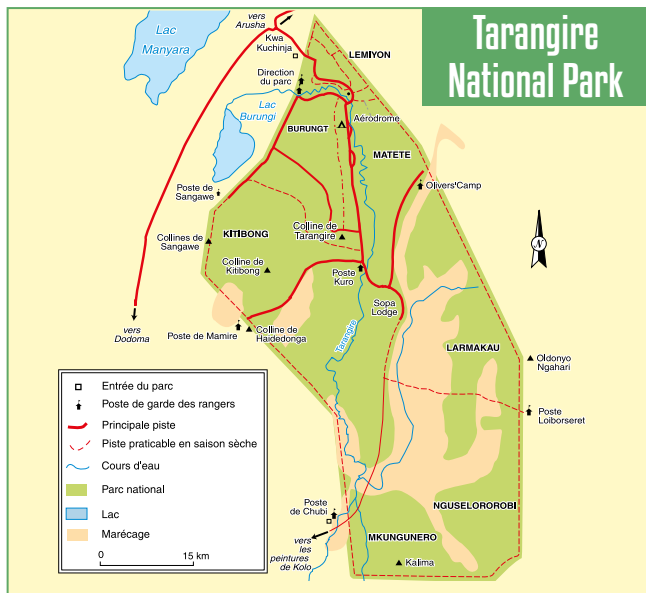 Tarangire
National Park
Lac
Manyara
vers
Arusha
Kwa
Kuchinja
LEMIYON
Direction
du parc
Lac
Burungi
BURUNGT
Aérodrome
MATETE
Olivers'Camp
Poste de
Sangawe
KITIBONG
Colline de
Tarangire
Collines de
Sangawe
Colline de
Kitibong
Poste
Kuro
N
Sopa
Lodge
vers
Dodoma
Poste de Mamire
Colline de
Haidedonga
Tarangire
LARMAKAU
Oldonyo
Ngahari
Poste
Loiborseret
Entrée du parc
Poste de garde des rangers
Principale piste
Piste praticable en saison sèche
Cours d'eau
Parc national
Lac
Marécage
0 15 km
NGUSELOROROBI
Poste
de Chubi
vers
les
peintures
de Kolo
MKUNGUNERO
Kalima